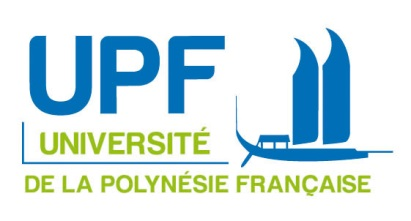 UPF
UNIVERSITÉ
DE LA POLYNÉSIE FRANÇAISE